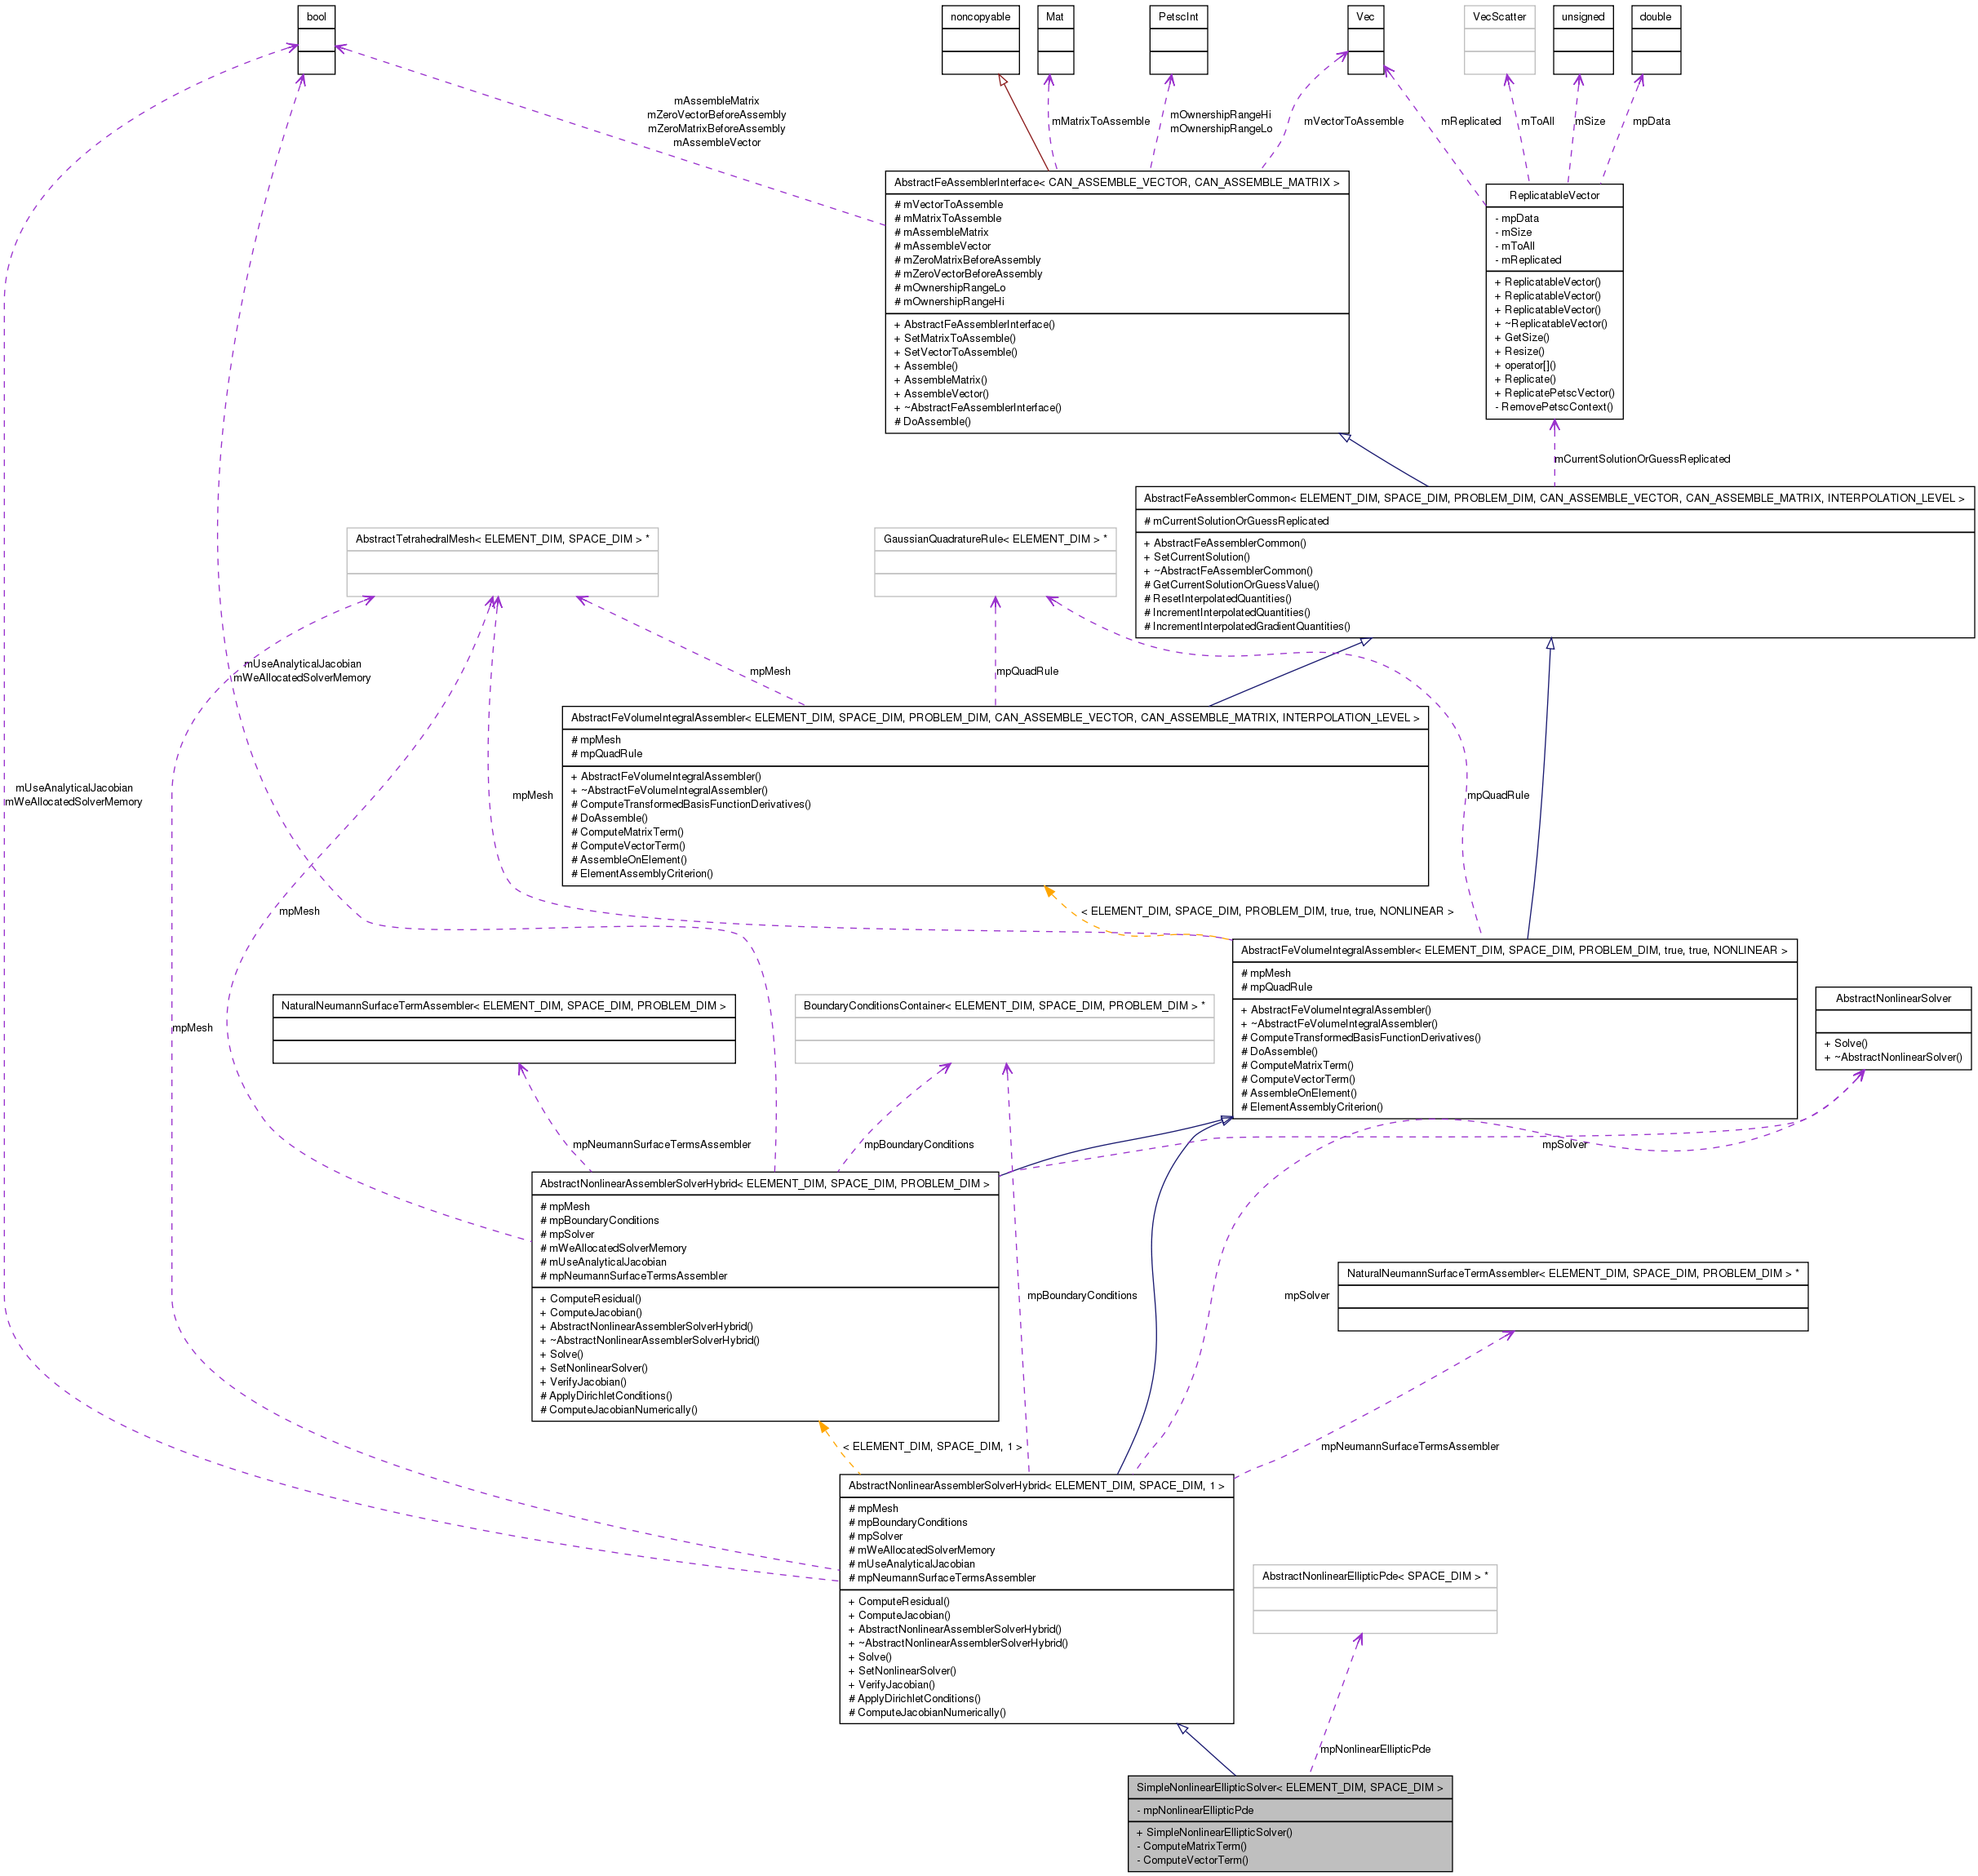 bool
noncopyable
Mat
PetscInt
Vec
VecScatter
unsigned
double
mAssembleMatrix
mZeroVectorBeforeAssembly
mZeroMatrixBeforeAssembly
mAssembleVector
mMatrixToAssemble
mOwnershipRangeHi
mOwnershipRangeLo
mVectorToAssemble
mReplicated
mToAll
mSize
mpData
AbstractFeAssemblerInterface< CAN_ASSEMBLE_VECTOR, CAN_ASSEMBLE_MATRIX >
# mVectorToAssemble
# mMatrixToAssemble
# mAssembleMatrix
# mAssembleVector
# mZeroMatrixBeforeAssembly
# mZeroVectorBeforeAssembly
# mOwnershipRangeLo
# mOwnershipRangeHi
+ AbstractFeAssemblerInterface()
+ SetMatrixToAssemble()
+ SetVectorToAssemble()
+ Assemble()
+ AssembleMatrix()
+ AssembleVector()
+ ~AbstractFeAssemblerInterface()
# DoAssemble()
ReplicatableVector
- mpData
- mSize
- mToAll
- mReplicated
+ ReplicatableVector()
+ ReplicatableVector()
+ ReplicatableVector()
+ ~ReplicatableVector()
+ GetSize()
+ Resize()
+ operator[]()
+ Replicate()
+ ReplicatePetscVector()
- RemovePetscContext()
mCurrentSolutionOrGuessReplicated
AbstractFeAssemblerCommon< ELEMENT_DIM, SPACE_DIM, PROBLEM_DIM, CAN_ASSEMBLE_VECTOR, CAN_ASSEMBLE_MATRIX, INTERPOLATION_LEVEL >
# mCurrentSolutionOrGuessReplicated
+ AbstractFeAssemblerCommon()
+ SetCurrentSolution()
+ ~AbstractFeAssemblerCommon()
# GetCurrentSolutionOrGuessValue()
# ResetInterpolatedQuantities()
# IncrementInterpolatedQuantities()
# IncrementInterpolatedGradientQuantities()
AbstractTetrahedralMesh< ELEMENT_DIM, SPACE_DIM > *
GaussianQuadratureRule< ELEMENT_DIM > *
mUseAnalyticalJacobian
mWeAllocatedSolverMemory
mpMesh
mpQuadRule
AbstractFeVolumeIntegralAssembler< ELEMENT_DIM, SPACE_DIM, PROBLEM_DIM, CAN_ASSEMBLE_VECTOR, CAN_ASSEMBLE_MATRIX, INTERPOLATION_LEVEL >
# mpMesh
# mpQuadRule
+ AbstractFeVolumeIntegralAssembler()
+ ~AbstractFeVolumeIntegralAssembler()
# ComputeTransformedBasisFunctionDerivatives()
# DoAssemble()
# ComputeMatrixTerm()
# ComputeVectorTerm()
# AssembleOnElement()
# ElementAssemblyCriterion()
mUseAnalyticalJacobian
mWeAllocatedSolverMemory
mpMesh
mpQuadRule
mpMesh
< ELEMENT_DIM, SPACE_DIM, PROBLEM_DIM, true, true, NONLINEAR >
AbstractFeVolumeIntegralAssembler< ELEMENT_DIM, SPACE_DIM, PROBLEM_DIM, true, true, NONLINEAR >
# mpMesh
# mpQuadRule
+ AbstractFeVolumeIntegralAssembler()
+ ~AbstractFeVolumeIntegralAssembler()
# ComputeTransformedBasisFunctionDerivatives()
# DoAssemble()
# ComputeMatrixTerm()
# ComputeVectorTerm()
# AssembleOnElement()
# ElementAssemblyCriterion()
AbstractNonlinearSolver
+ Solve()
+ ~AbstractNonlinearSolver()
NaturalNeumannSurfaceTermAssembler< ELEMENT_DIM, SPACE_DIM, PROBLEM_DIM >
BoundaryConditionsContainer< ELEMENT_DIM, SPACE_DIM, PROBLEM_DIM > *
mpMesh
mpNeumannSurfaceTermsAssembler
mpBoundaryConditions
mpSolver
AbstractNonlinearAssemblerSolverHybrid< ELEMENT_DIM, SPACE_DIM, PROBLEM_DIM >
# mpMesh
# mpBoundaryConditions
# mpSolver
# mWeAllocatedSolverMemory
# mUseAnalyticalJacobian
# mpNeumannSurfaceTermsAssembler
+ ComputeResidual()
+ ComputeJacobian()
+ AbstractNonlinearAssemblerSolverHybrid()
+ ~AbstractNonlinearAssemblerSolverHybrid()
+ Solve()
+ SetNonlinearSolver()
+ VerifyJacobian()
# ApplyDirichletConditions()
# ComputeJacobianNumerically()
mpBoundaryConditions
mpSolver
NaturalNeumannSurfaceTermAssembler< ELEMENT_DIM, SPACE_DIM, PROBLEM_DIM > *
< ELEMENT_DIM, SPACE_DIM, 1 >
mpNeumannSurfaceTermsAssembler
AbstractNonlinearAssemblerSolverHybrid< ELEMENT_DIM, SPACE_DIM, 1 >
# mpMesh
# mpBoundaryConditions
# mpSolver
# mWeAllocatedSolverMemory
# mUseAnalyticalJacobian
# mpNeumannSurfaceTermsAssembler
+ ComputeResidual()
+ ComputeJacobian()
+ AbstractNonlinearAssemblerSolverHybrid()
+ ~AbstractNonlinearAssemblerSolverHybrid()
+ Solve()
+ SetNonlinearSolver()
+ VerifyJacobian()
# ApplyDirichletConditions()
# ComputeJacobianNumerically()
AbstractNonlinearEllipticPde< SPACE_DIM > *
mpNonlinearEllipticPde
SimpleNonlinearEllipticSolver< ELEMENT_DIM, SPACE_DIM >
- mpNonlinearEllipticPde
+ SimpleNonlinearEllipticSolver()
- ComputeMatrixTerm()
- ComputeVectorTerm()